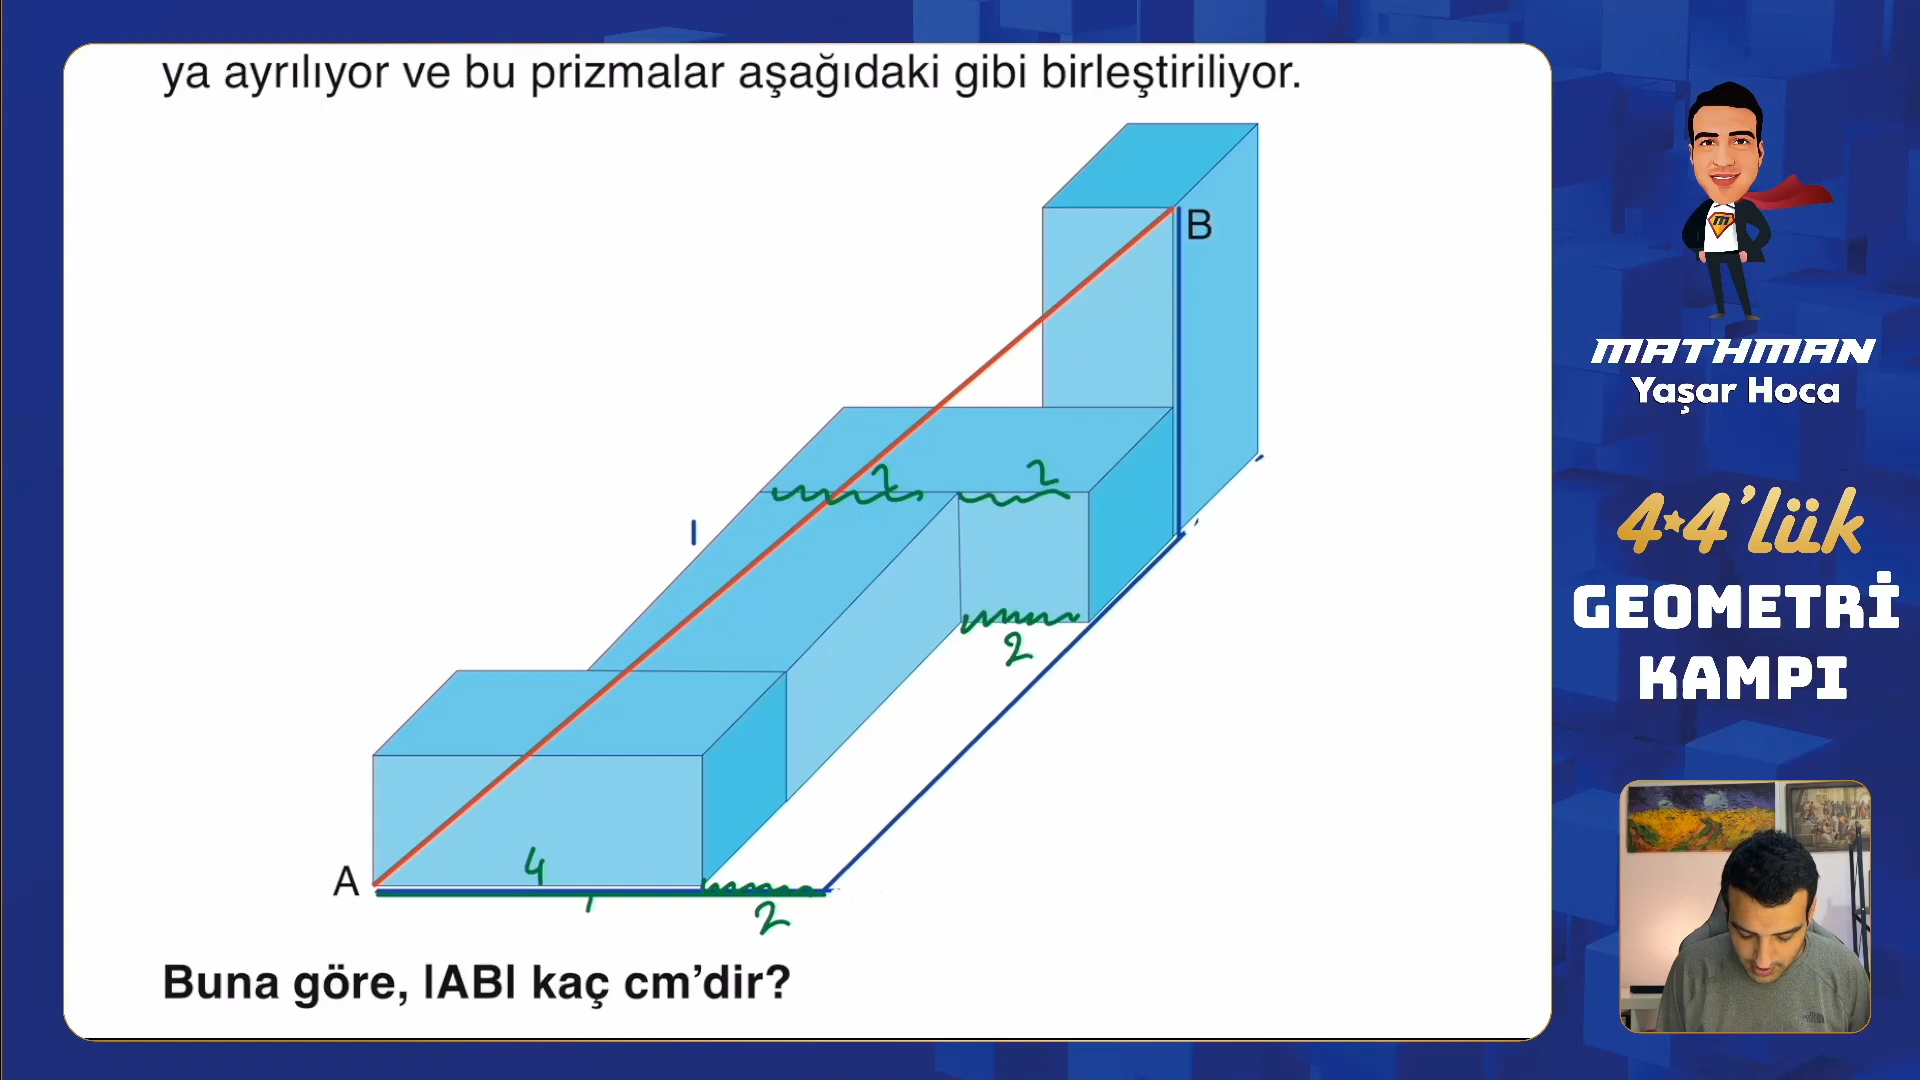 ya ayrılıyor ve bu prizmalar aşağıdaki gibi birleştiriliyor.
B
2
2
2
4
A
2
Buna göre, |AB| kaç cm’dir?
MATHMAN
Yaşar Hoca
4★4’lük
GEOMETRİ
KAMPI